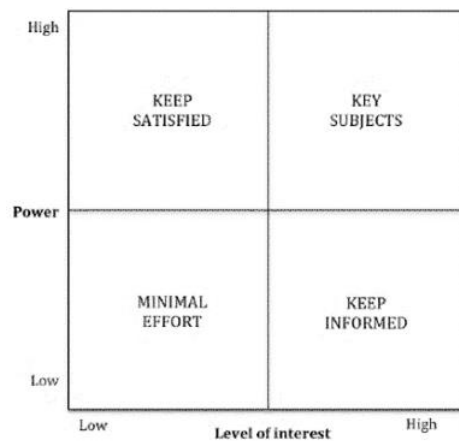 High
KEEP
SATISFIED
KEY
SUBJECTS
Power
MINIMAL
EFFORT
KEEP
INFORMED
Low
Low
Level of interest
High